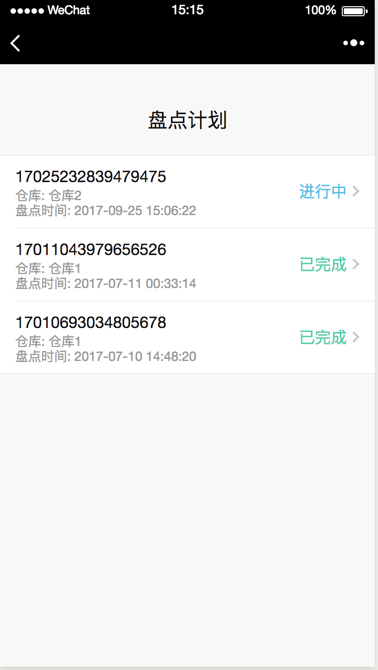 WeChat 15:15 100%
盘点计划
17025232839479475
仓库: 仓库2
盘点时间: 2017-09-25 15:06:22
进行中
17011043979656526
仓库: 仓库1
盘点时间: 2017-07-11 00:33:14
已完成
17010693034805678
仓库: 仓库1
盘点时间: 2017-07-10 14:48:20
已完成